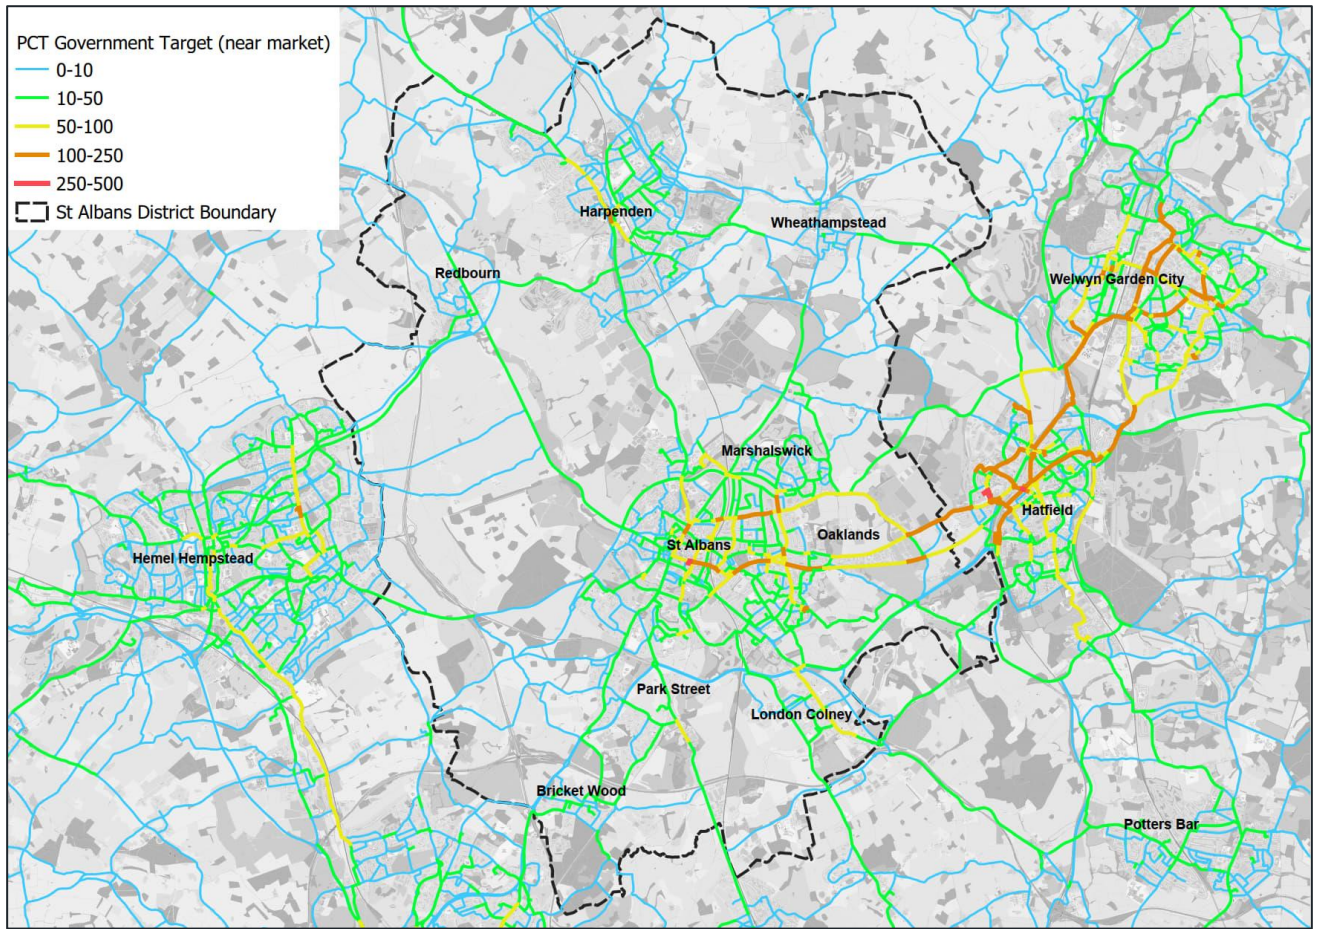 PCT Government Target (near market)
0-10
10-50
50-100
100-250
250-500
St Albans District Boundary
Harpenden
Wheathampstead
Redbourn
Welwyn Garden City
Marshalswick
Hatfield
Oaklands
St Albans
Hemel Hempstead
Park Street
London Colney
Bricket Wood
Potters Bar